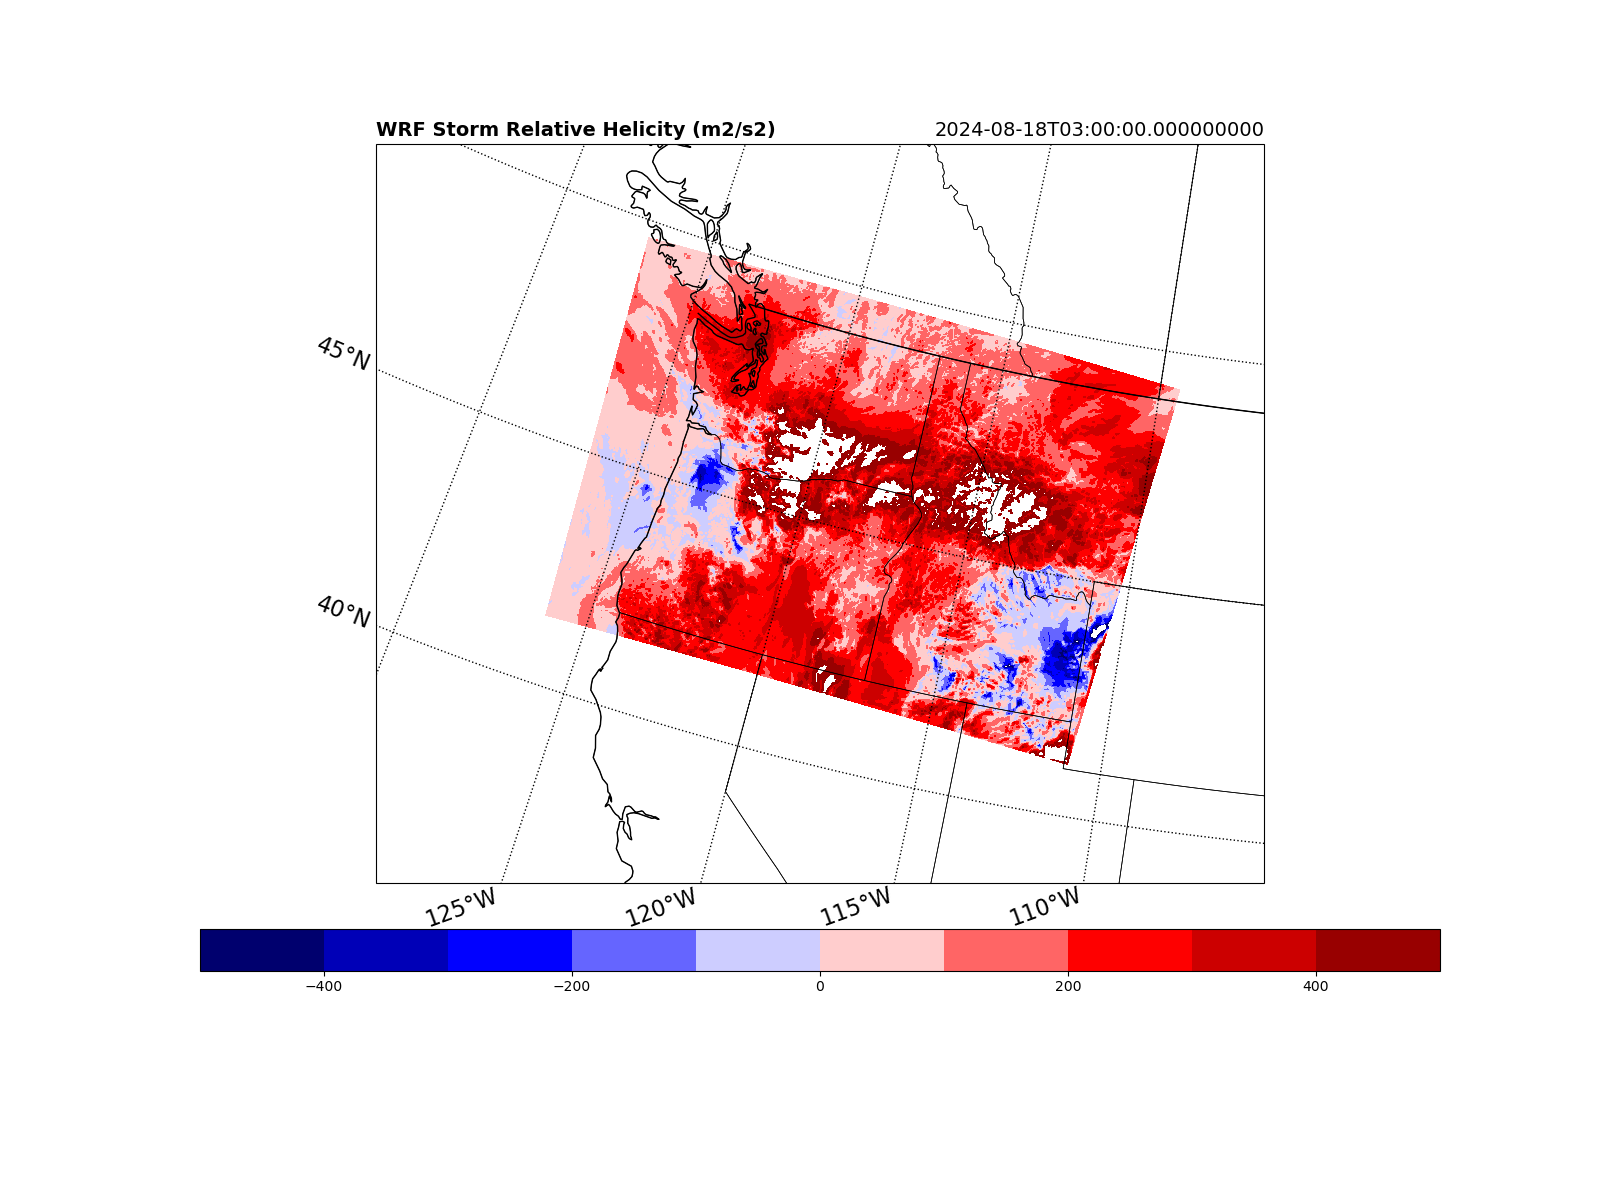 WRF Storm Relative Helicity (m2/s2) 2024-08-18T03:00:00.000000000
45°N
40°N
125°W 120°W 115°W 110°W
−400 −200 0 200 400